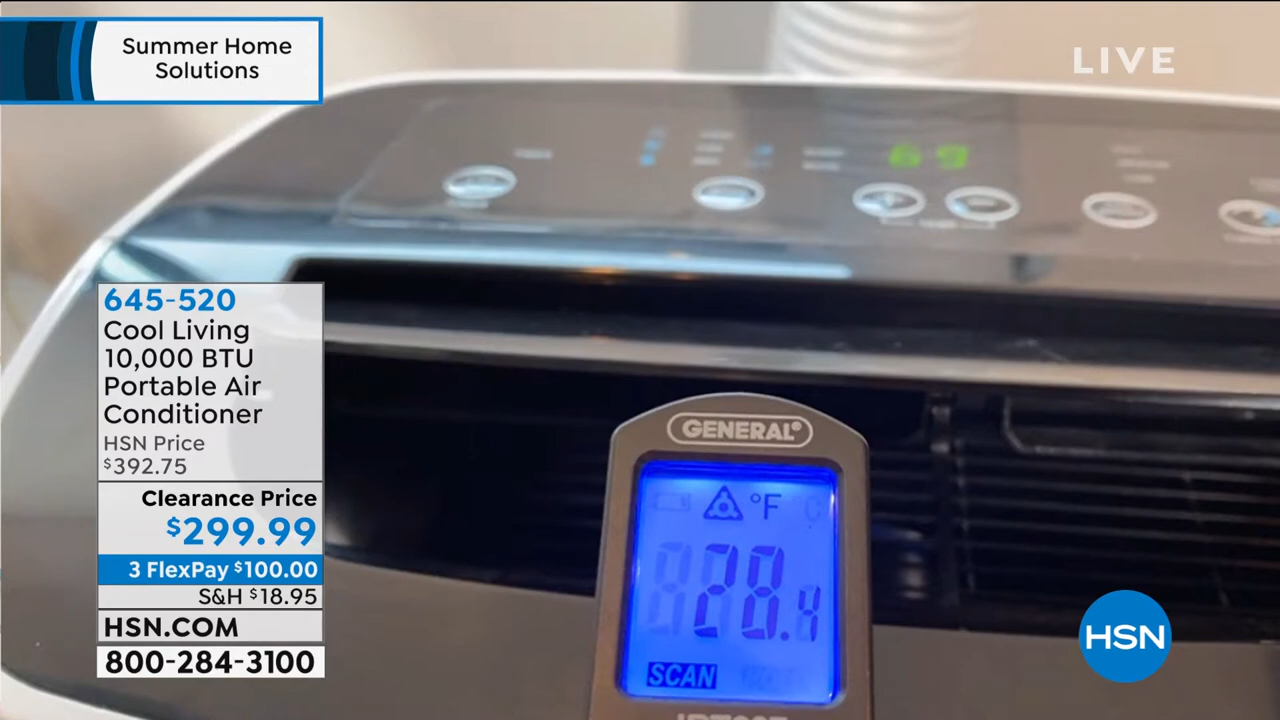 Summer Home
Solutions
LIVE
69
645-520
Cool Living
10,000 BTU
Portable Air
Conditioner
HSN Price
$392.75
Clearance Price
$299.99
3 FlexPay $100.00
S&H $18.95
HSN.COM
800-284-3100
GENERAL®
°F
28.4
SCAN
HSN